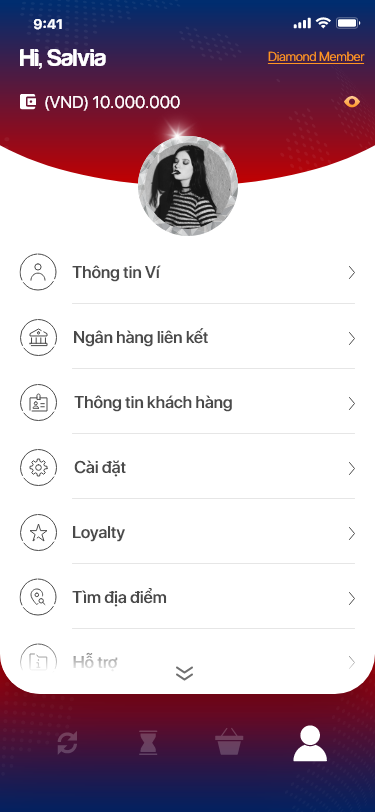 9:41
Hi, Salvia
Diamond Member
(VND) 10.000.000
Thông tin Ví
Ngân hàng liên kết
Thông tin khách hàng
Cài đặt
Loyalty
Tìm địa điểm
Hỗ trợ